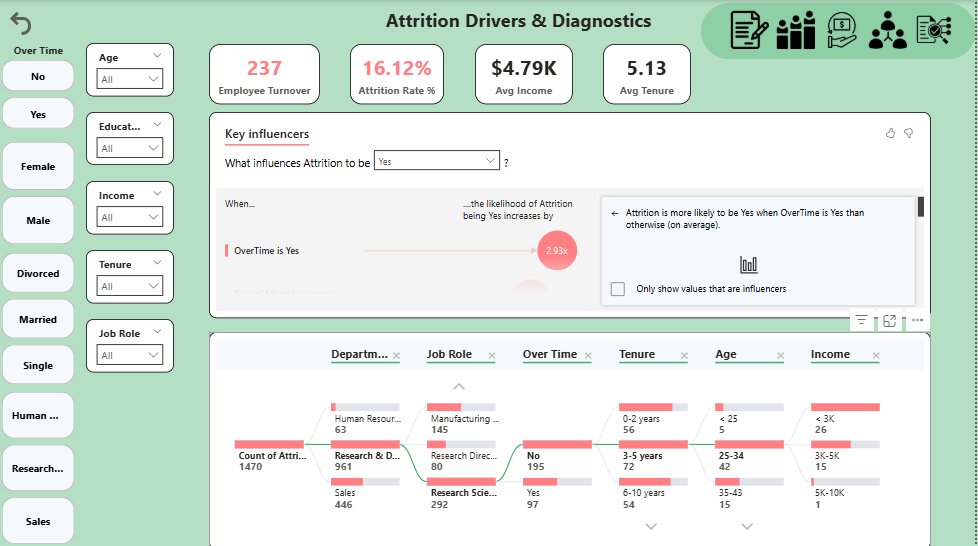 Attrition Drivers & Diagnostics
Over Time
No
Yes
Female
Male
Divorced
Married
Single
Human ...
Research...
Sales
Age
All
Educat...
All
Income
All
Tenure
All
Job Role
All
237
Employee Turnover
16.12%
Attrition Rate %
$4.79K
Avg Income
5.13
Avg Tenure
Key influencers
What influences Attrition to be Yes ?
When...
....the likelihood of Attrition
being Yes increases by
OverTime is Yes
2.93x
← Attrition is more likely to be Yes when OverTime is Yes than
otherwise (on average).
Only show values that are influencers
Departm... Job Role Over Time Tenure Age Income
Count of Attri...
1470
Human Resour...
63
Research & D...
961
Sales
446
Manufacturing ...
145
Research Direc...
80
Research Scie...
292
No
195
Yes
97
0-2 years
56
3-5 years
72
6-10 years
54
< 25
5
25-34
42
35-43
15
< 3K
26
3K-5K
15
5K-10K
1